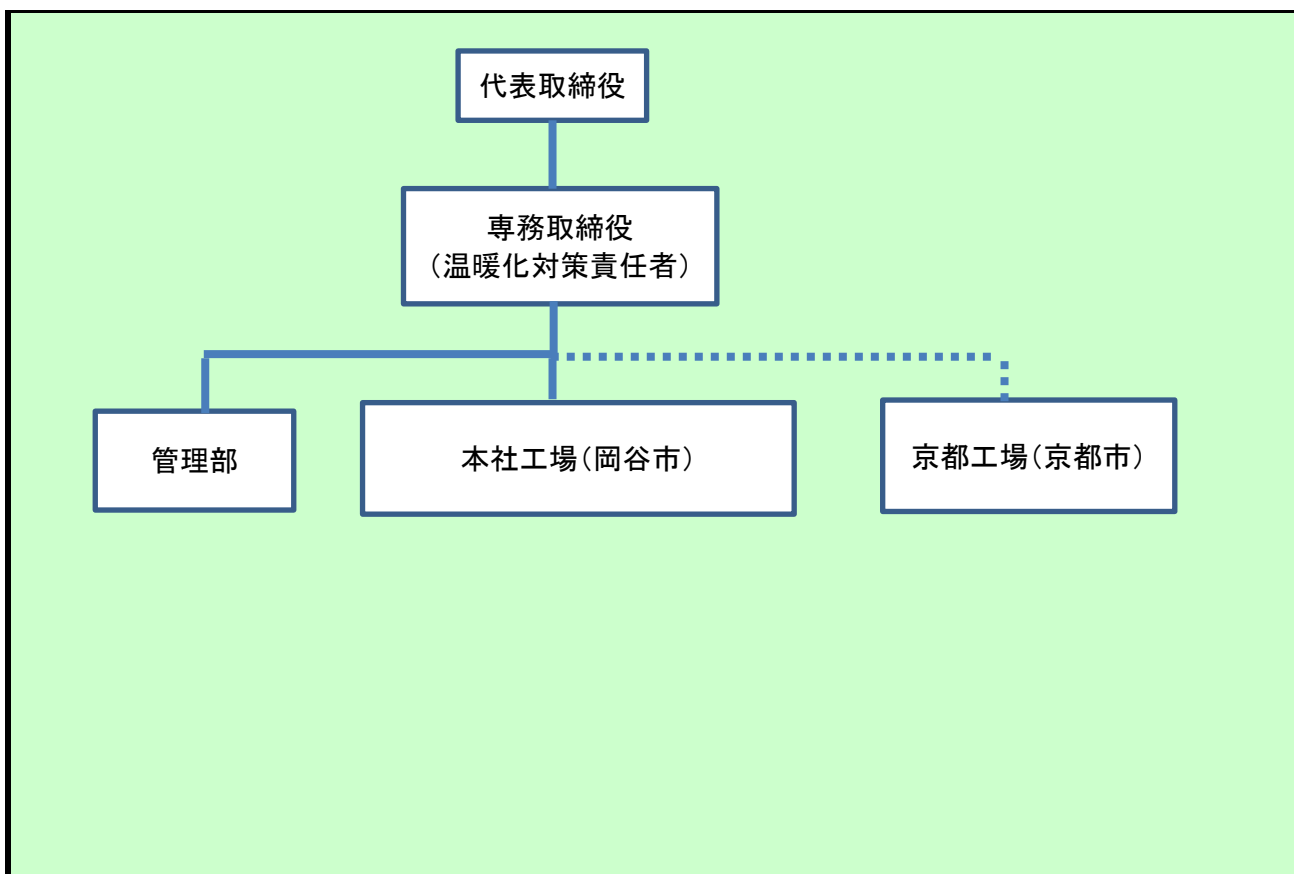 代表取締役
専務取締役
（温暖化対策責任者）
管理部
本社工場（岡谷市）
京都工場（京都市）